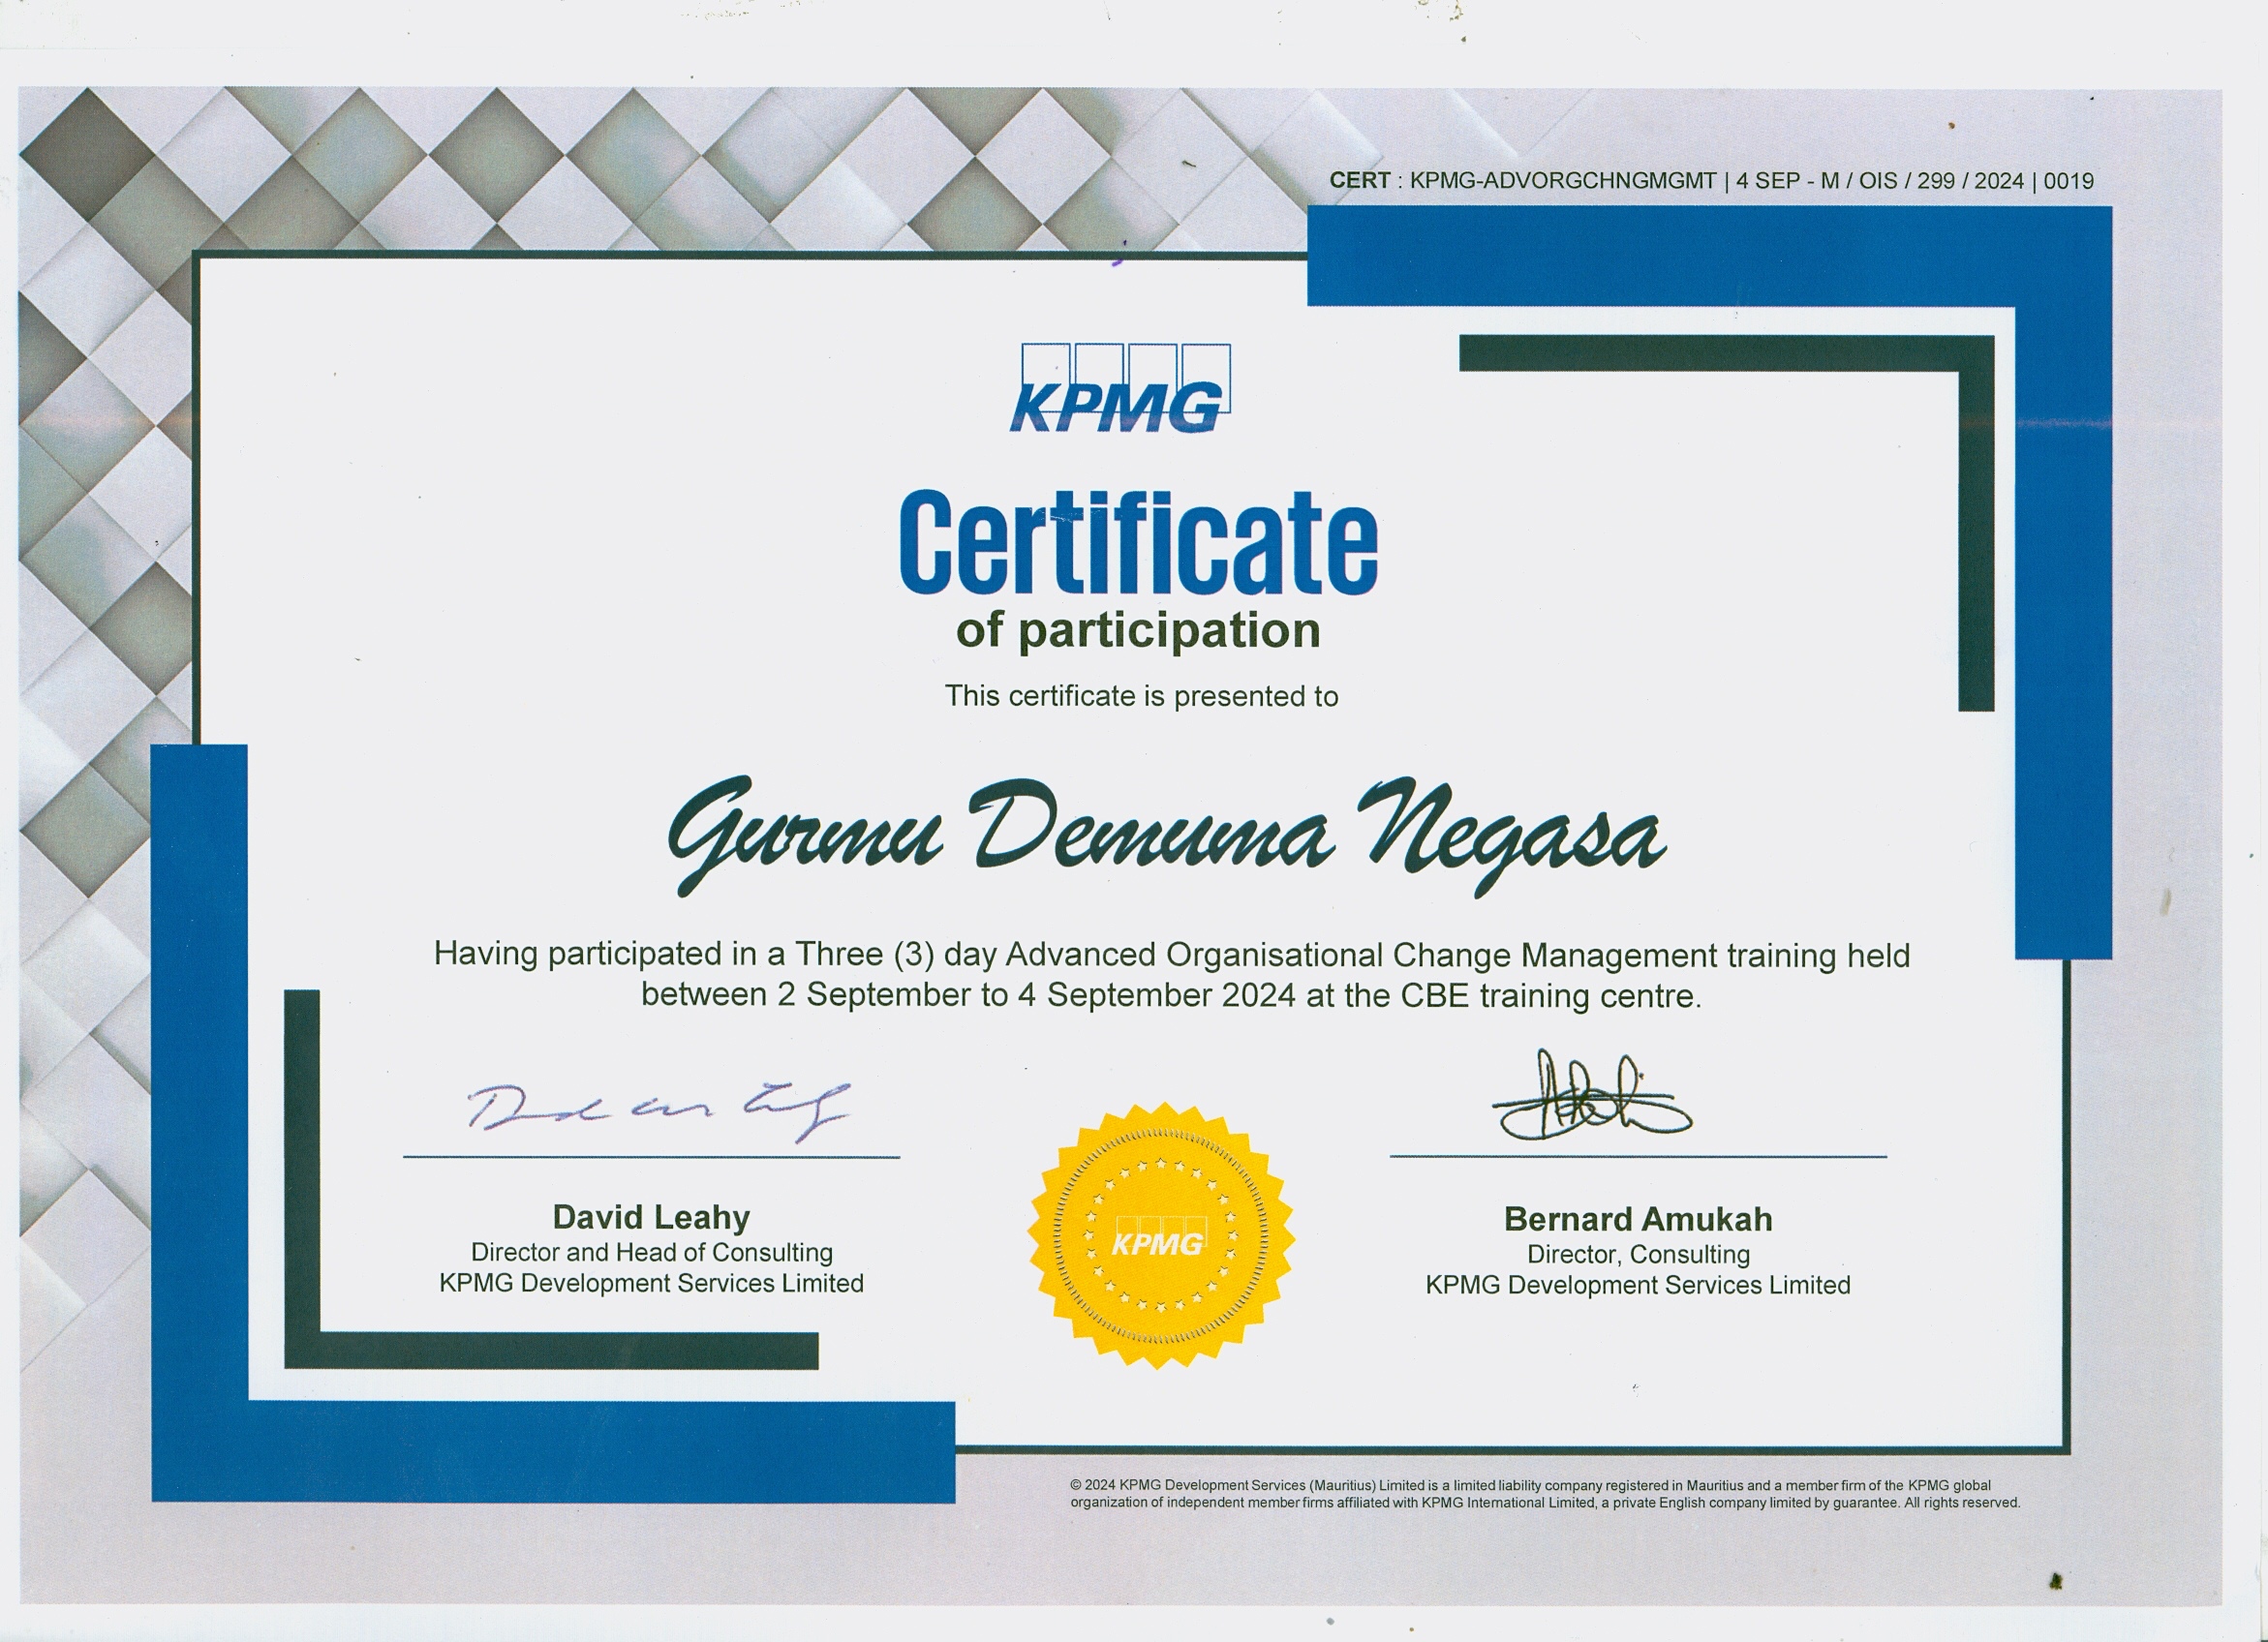 CERT : KPMG-ADVORGCHNGMGMT | 4 SEP - M / OIS / 299 / 2024 | 0019
KPMG
Certificate
of participation
This certificate is presented to
Gurmu Demuma Negasa
Having participated in a Three (3) day Advanced Organisational Change Management training held
between 2 September to 4 September 2024 at the CBE training centre.
David Leahy
Director and Head of Consulting
KPMG Development Services Limited
KPMG
Bernard Amukah
Director, Consulting
KPMG Development Services Limited
© 2024 KPMG Development Services (Mauritius) Limited is a limited liability company registered in Mauritius and a member firm of the KPMG global
organization of independent member firms affiliated with KPMG International Limited, a private English company limited by guarantee. All rights reserved.